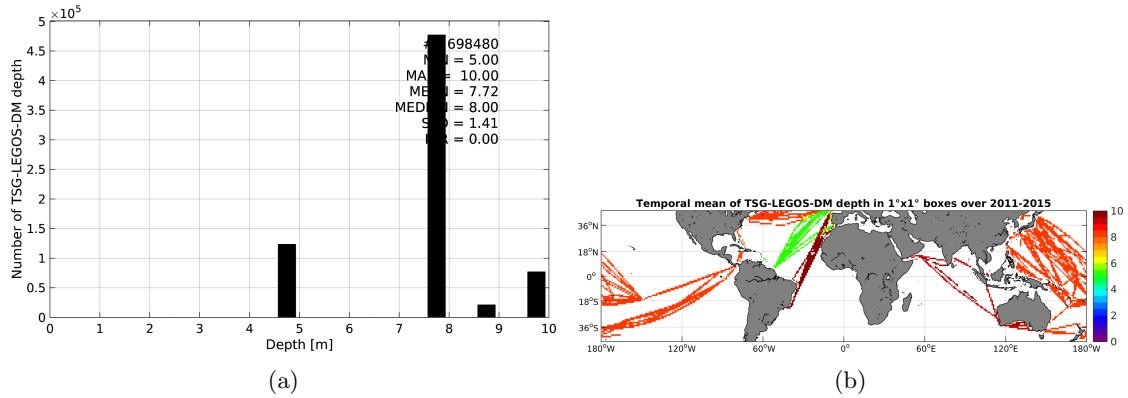 ×10⁵
5
4.5
4
3.5
3
2.5
2
1.5
1
0.5
0
Number of TSG-LEGOS-DM depth
698480
= 5.00
= 10.00
= 7.72
= 8.00
= 1.41
= 0.00
0 1 2 3 4 5 6 7 8 9 10
Depth [m]
(a)
Temporal mean of TSG-LEGOS-DM depth in 1°x1° boxes over 2011-2015
36°N
18°N
0°
18°S
36°S
180°W 120°W 60°W 0° 60°E 120°E 180°W
10
8
6
4
2
0
(b)